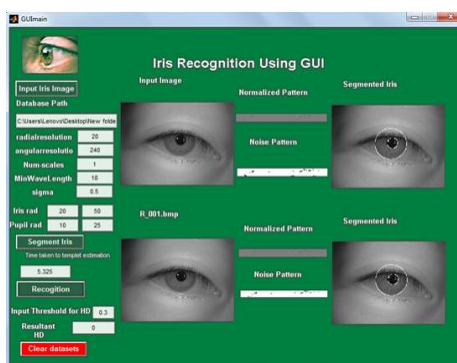 GUImain
Iris Recognition Using GUI
Input Iris Image
Database Path
C:\Users\Lenovo\Desktop\New folde
radialresolution 20
angularresolutio 240
Num-scales 1
MinWaveLength 18
sigma 0.5
Iris rad 20 50
Pupil rad 10 25
Segment Iris
Time taken to templet estimation
5.325
Recogition
Input Threshold for HD 0.3
Resultant HD 0
Clear datasets
Input Image
Normalized Pattern
Noise Pattern
Segmented Iris
R_001.bmp
Normalized Pattern
Noise Pattern
Segmented Iris